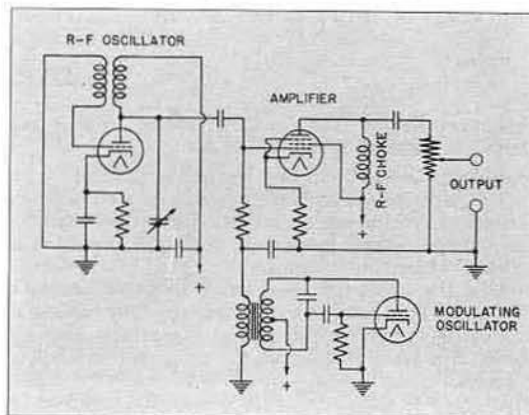 R-F OSCILLATOR
AMPLIFIER
R-F CHOKE
OUTPUT
+
+
+
MODULATING
OSCILLATOR